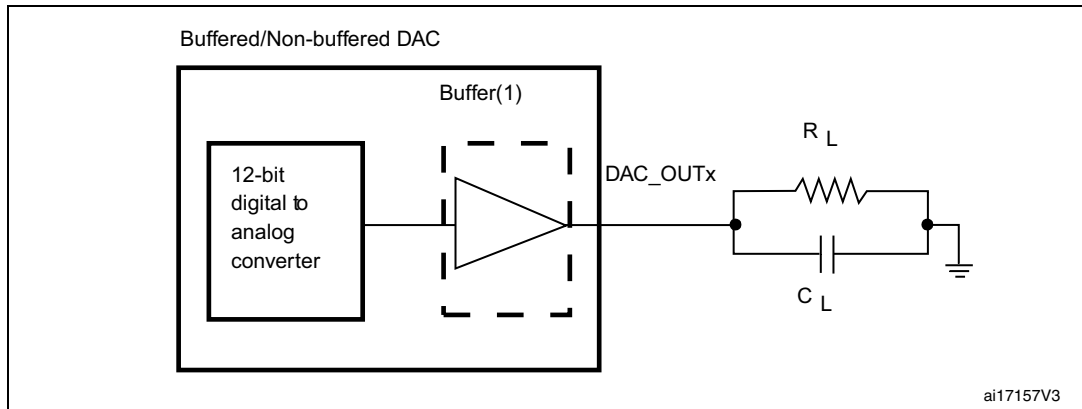 Buffered/Non-buffered DAC
Buffer(1)
12-bit
digital to
analog
converter
DAC_OUTx
R L
C L
ai17157V3